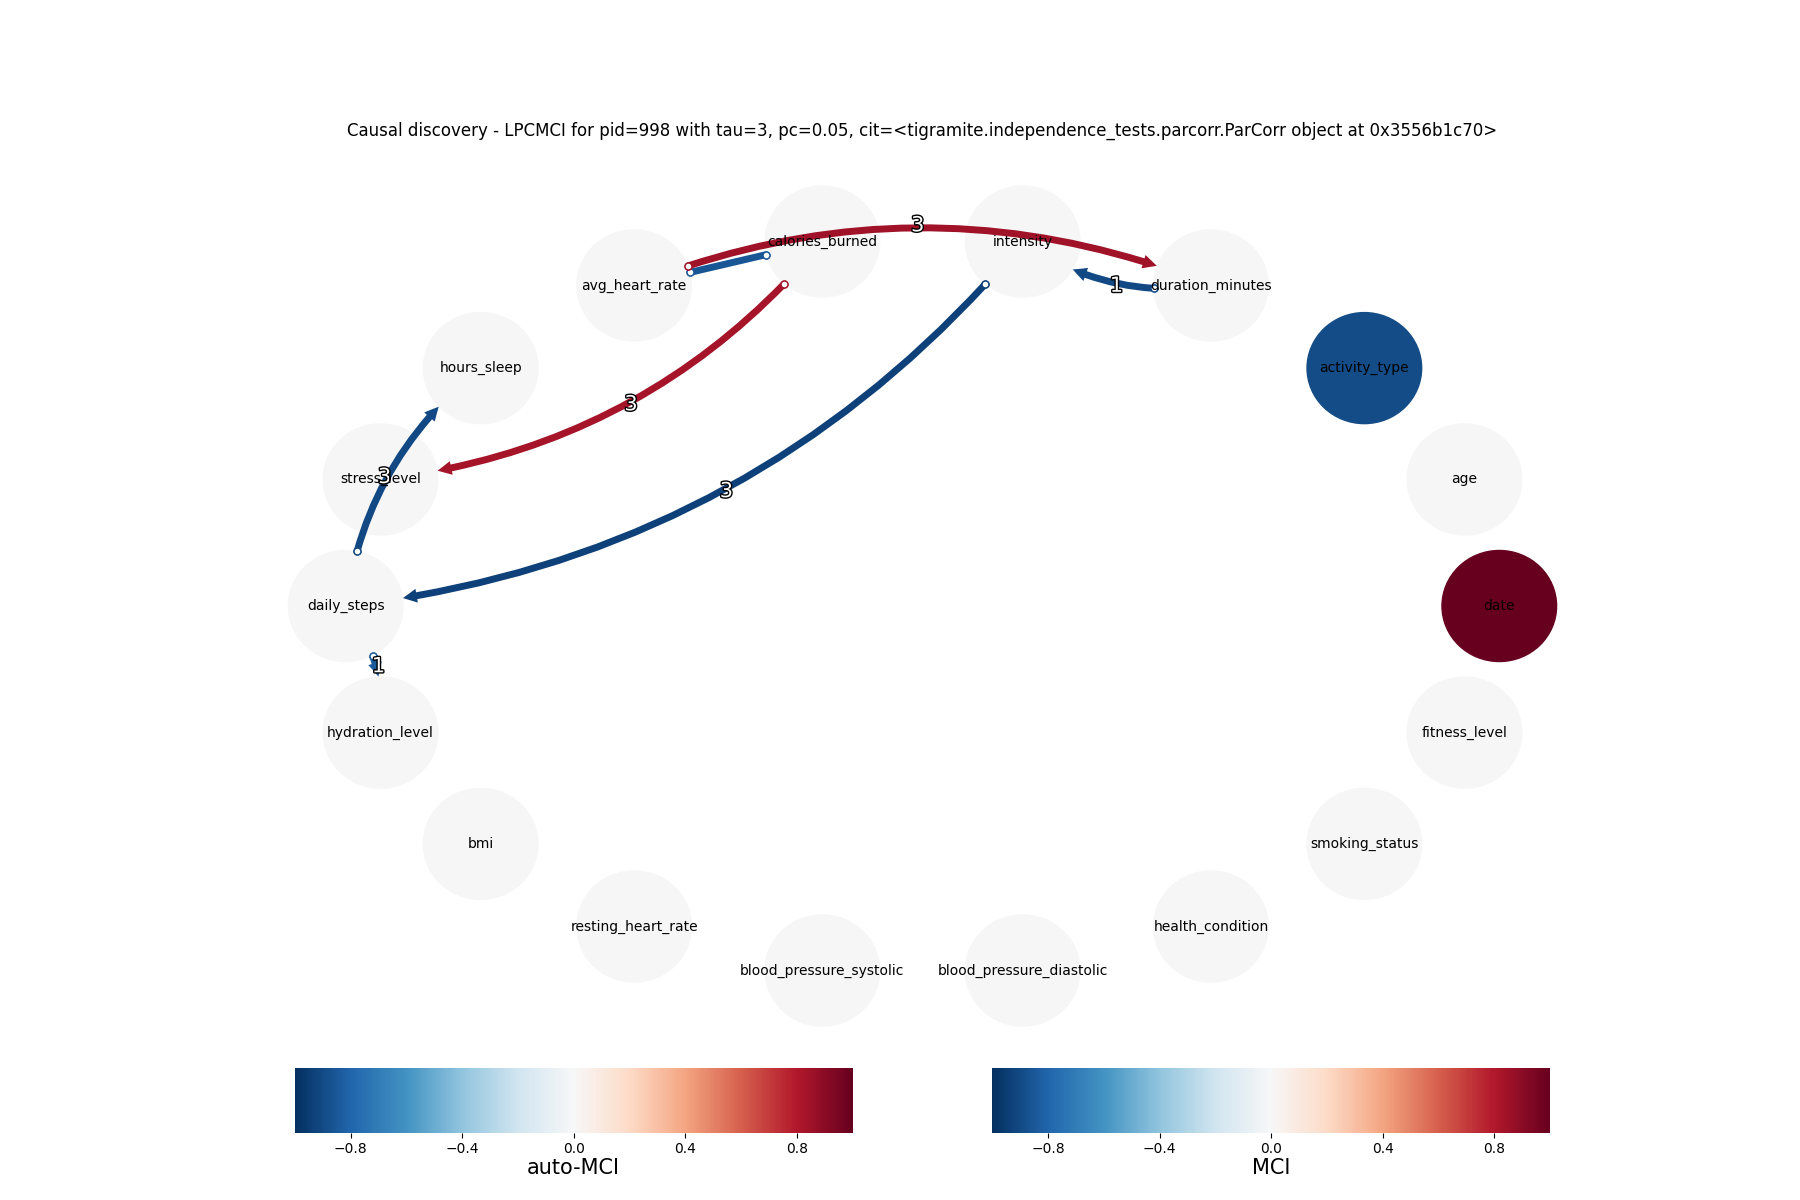 Causal discovery - LPCMCI for pid=998 with tau=3, pc=0.05, cit=<tigramite.independence_tests.parcorr.ParCorr object at 0x3556b1c70>
3
calories_burned
intensity
avg_heart_rate
1
duration_minutes
hours_sleep
activity_type
3
3
stress_level
age
3
daily_steps
date
1
hydration_level
fitness_level
bmi
smoking_status
resting_heart_rate
health_condition
blood_pressure_systolic
blood_pressure_diastolic
−0.8 −0.4 0.0 0.4 0.8
auto-MCI
−0.8 −0.4 0.0 0.4 0.8
MCI